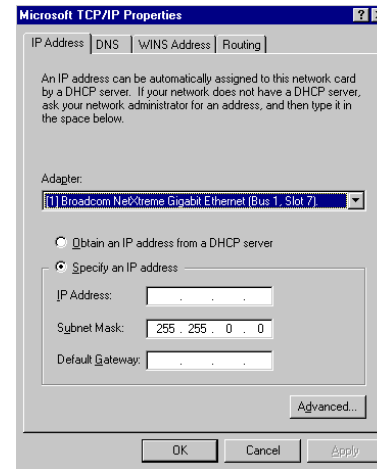 Microsoft TCP/IP Properties
IP Address DNS WINS Address Routing
An IP address can be automatically assigned to this network card
by a DHCP server. If your network does not have a DHCP server,
ask your network administrator for an address, and then type it in
the space below.
Adapter:
[1] Broadcom NetXtreme Gigabit Ethernet (Bus 1, Slot 7).
Obtain an IP address from a DHCP server
Specify an IP address
IP Address: . . .
Subnet Mask: 255 . 255 . 0 . 0
Default Gateway: . . .
Advanced...
OK Cancel Apply